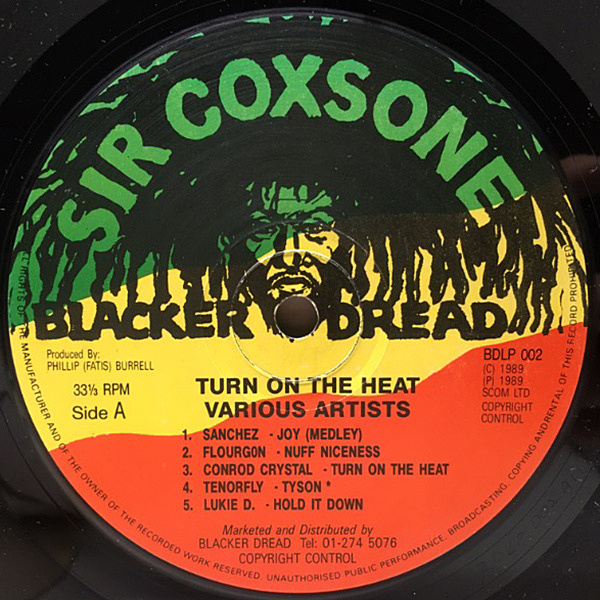 SIR COXSONE
BLACKER DREAD
Produced By:
PHILLIP (FATIS) BURRELL
33⅓ RPM
Side A
BDLP 002
(C) 1989
(P) 1989
SCOM LTD
COPYRIGHT
CONTROL
TURN ON THE HEAT
VARIOUS ARTISTS
1. SANCHEZ - JOY (MEDLEY)
2. FLOURGON - NUFF NICENESS
3. CONROD CRYSTAL - TURN ON THE HEAT
4. TENORFLY - TYSON *
5. LUKIE D. - HOLD IT DOWN
Marketed and Distributed by
BLACKER DREAD Tel: 01-274 5076
COPYRIGHT CONTROL
ALL RIGHTS OF THE MANUFACTURER AND OF THE OWNER OF THE RECORDED WORK RESERVED. UNAUTHORISED PUBLIC PERFORMANCE, BROADCASTING, COPYING AND RENTAL OF THIS RECORD PROHIBITED